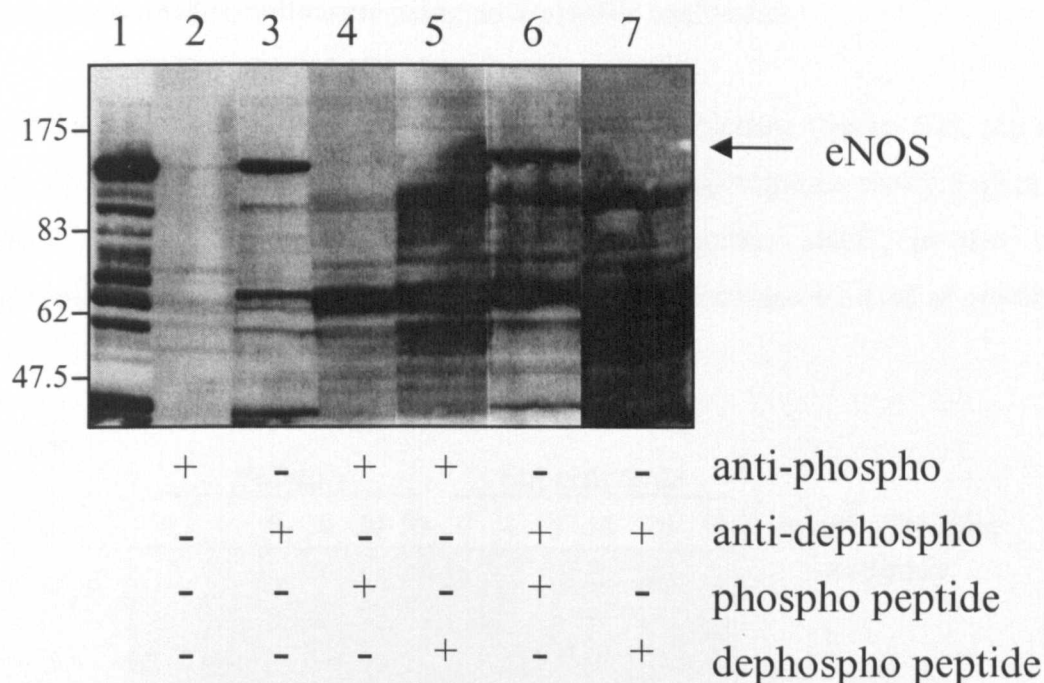 1 2 3 4 5 6 7
175
eNOS
83
62
47.5
+ - + + - - anti-phospho
- + - - + + anti-dephospho
- - + - + - phospho peptide
- - - + - + dephospho peptide